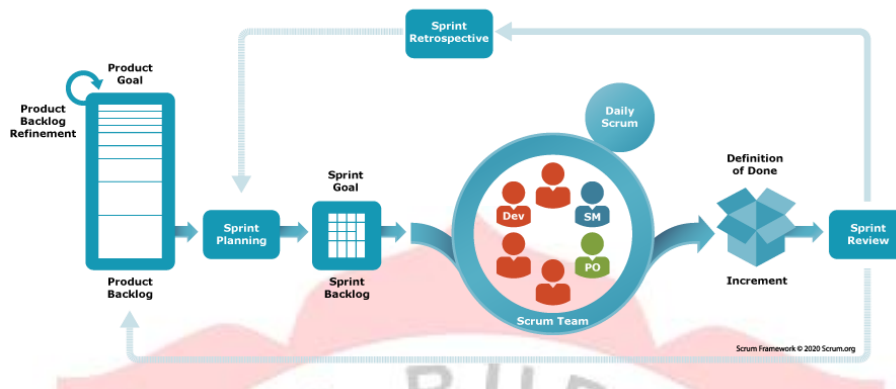 Sprint
Retrospective
Product
Goal
Product
Backlog
Refinement
Daily
Scrum
Definition
of Done
Sprint
Goal
Dev
SM
Sprint
Planning
Sprint
Review
PO
Product
Backlog
Sprint
Backlog
Increment
Scrum Team
Scrum Framework © 2020 Scrum.org